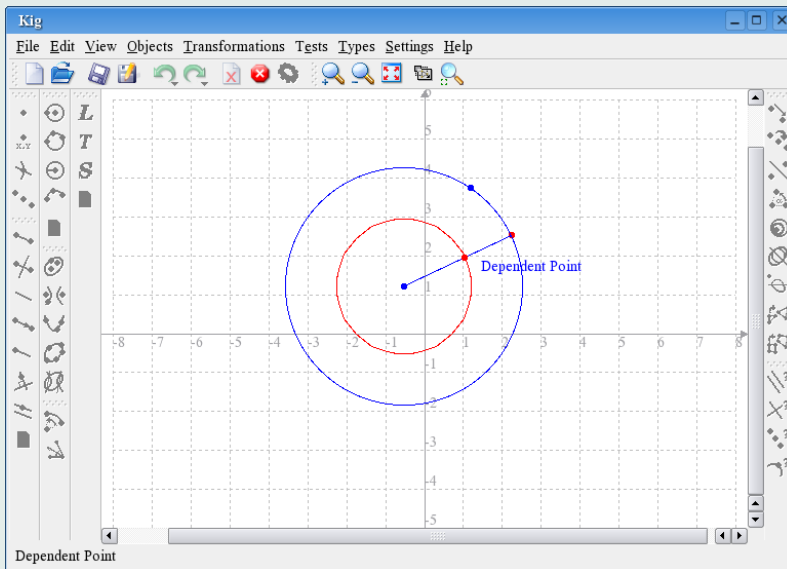 Kig
File Edit View Objects Transformations Tests Types Settings Help
X,Y
L
T
S
6
5
4
3
2
1
-8 -7 -6 -5 -4 -3 -2 -1 1 2 3 4 5 6 7 8
-1
-2
-3
-4
-5
Dependent Point
Dependent Point